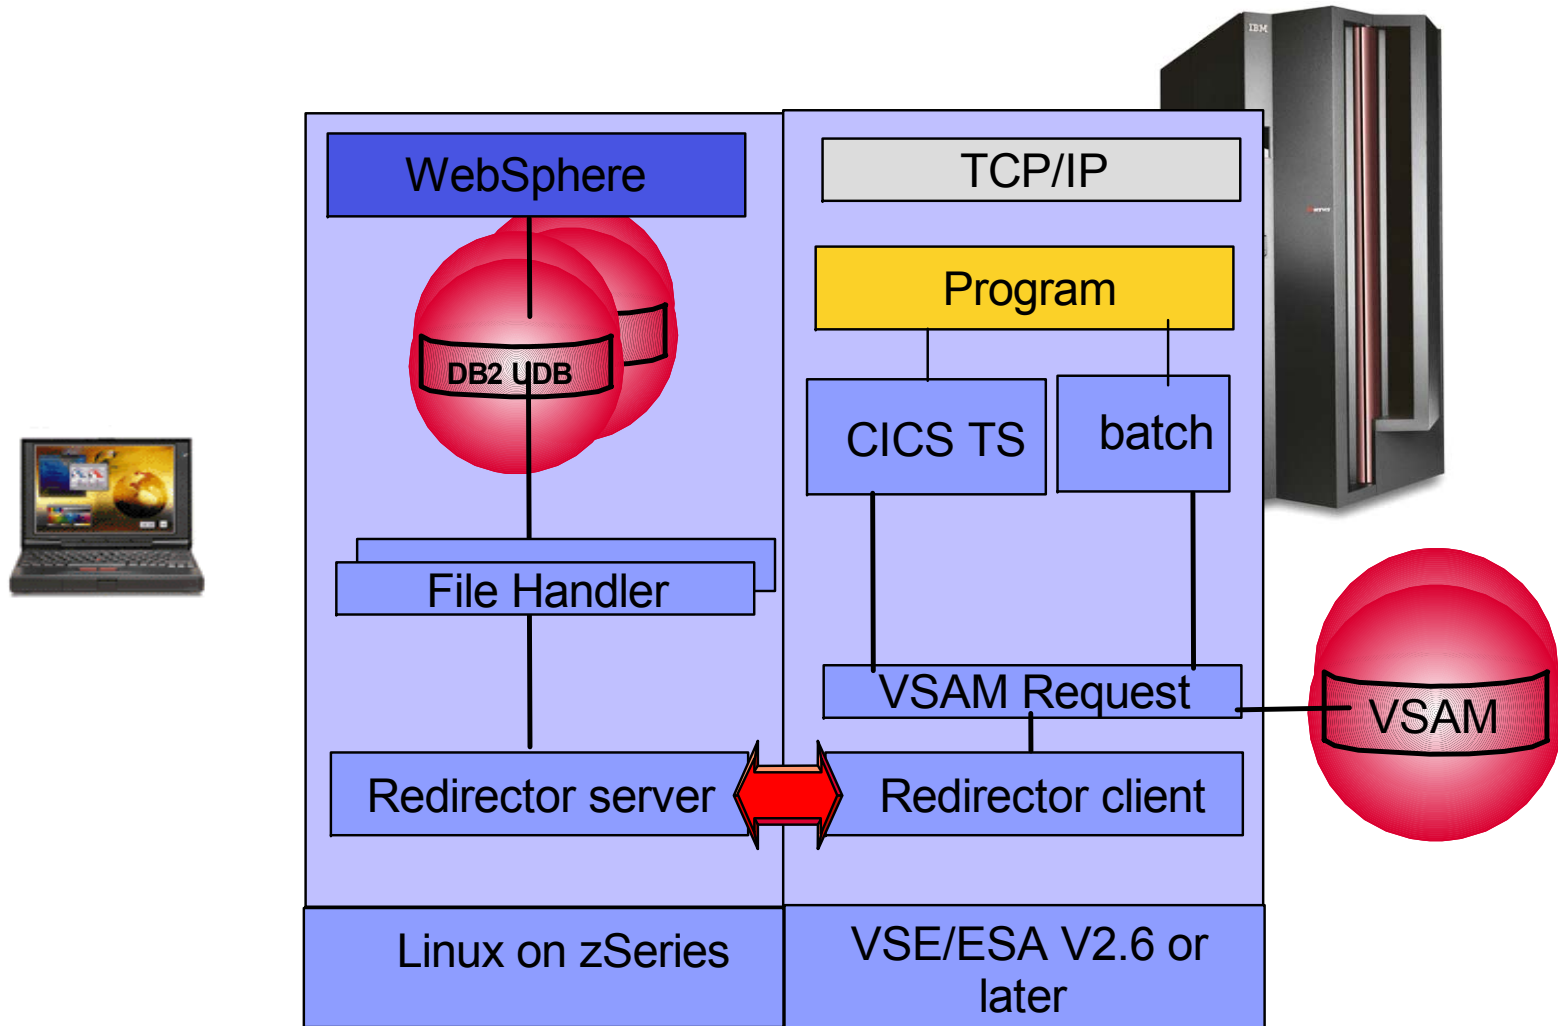 IBM
WebSphere
TCP/IP
Program
DB2 UDB
CICS TS
batch
File Handler
VSAM Request
VSAM
Redirector server
Redirector client
Linux on zSeries
VSE/ESA V2.6 or
later